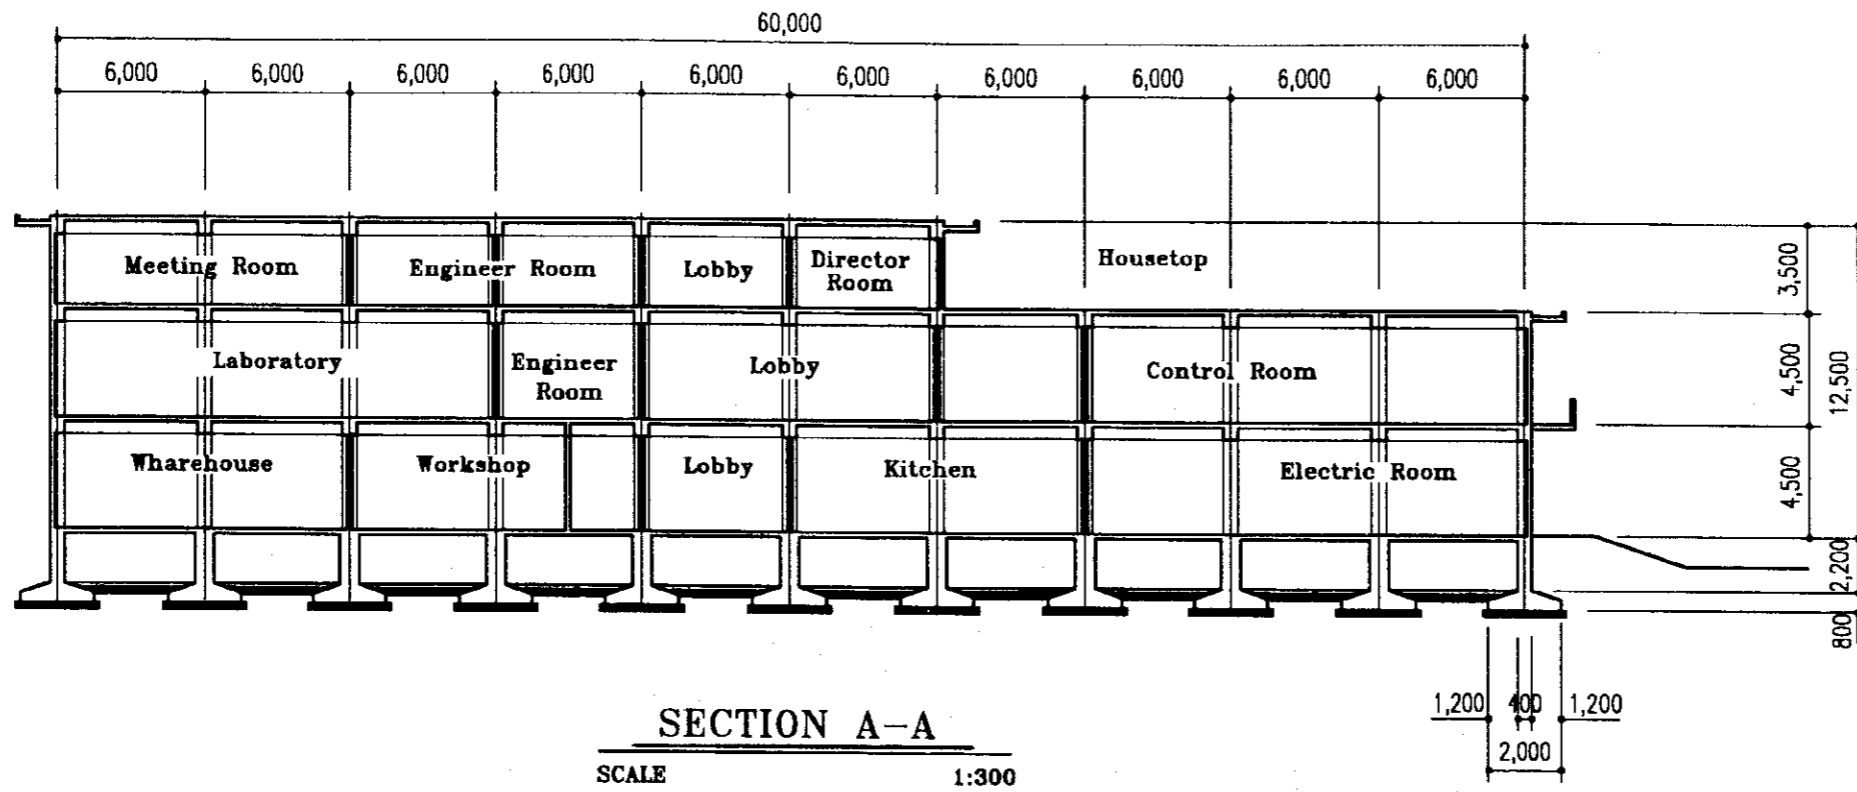 60,000
6,000 6,000 6,000 6,000 6,000 6,000 6,000 6,000 6,000 6,000
Meeting Room Engineer Room Lobby Director Room Housetop
3,500
Laboratory Engineer Room Lobby Control Room
4,500
12,500
Wharehouse Workshop Lobby Kitchen Electric Room
4,500
2,200
800
1,200 400 1,200
2,000
SECTION A-A
SCALE 1:300